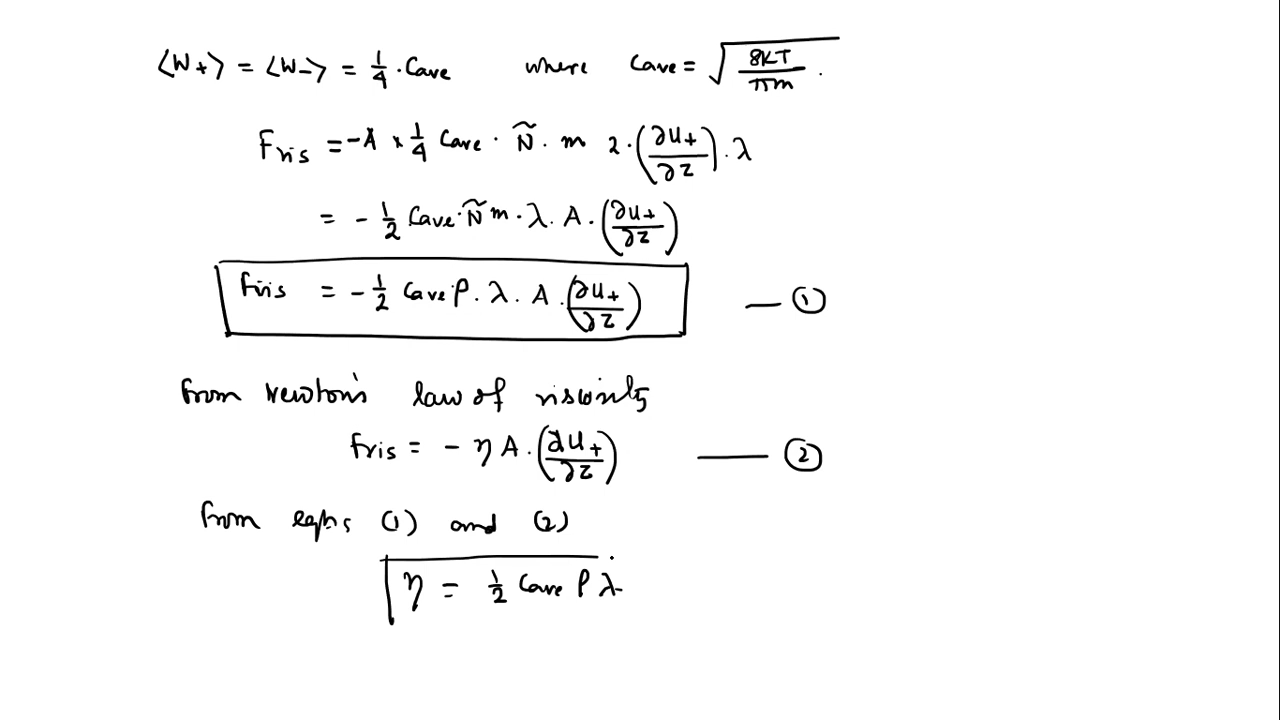 ⟨W+⟩ = ⟨W-⟩ = 1/4 · Cave where Cave = √(8KT/πm) .
Fvis = -A × 1/4 Cave · Ñ · m 2 · (∂U+/∂z) · λ
= - 1/2 Cave · Ñ m · λ · A · (∂U+/∂z)
Fvis = - 1/2 Cave ρ · λ · A · (∂U+/∂z) — ①
From Newton's law of viscosity
Fvis = - η A · (∂U+/∂z) — ②
From eqns (1) and (2)
η = 1/2 Cave ρ λ